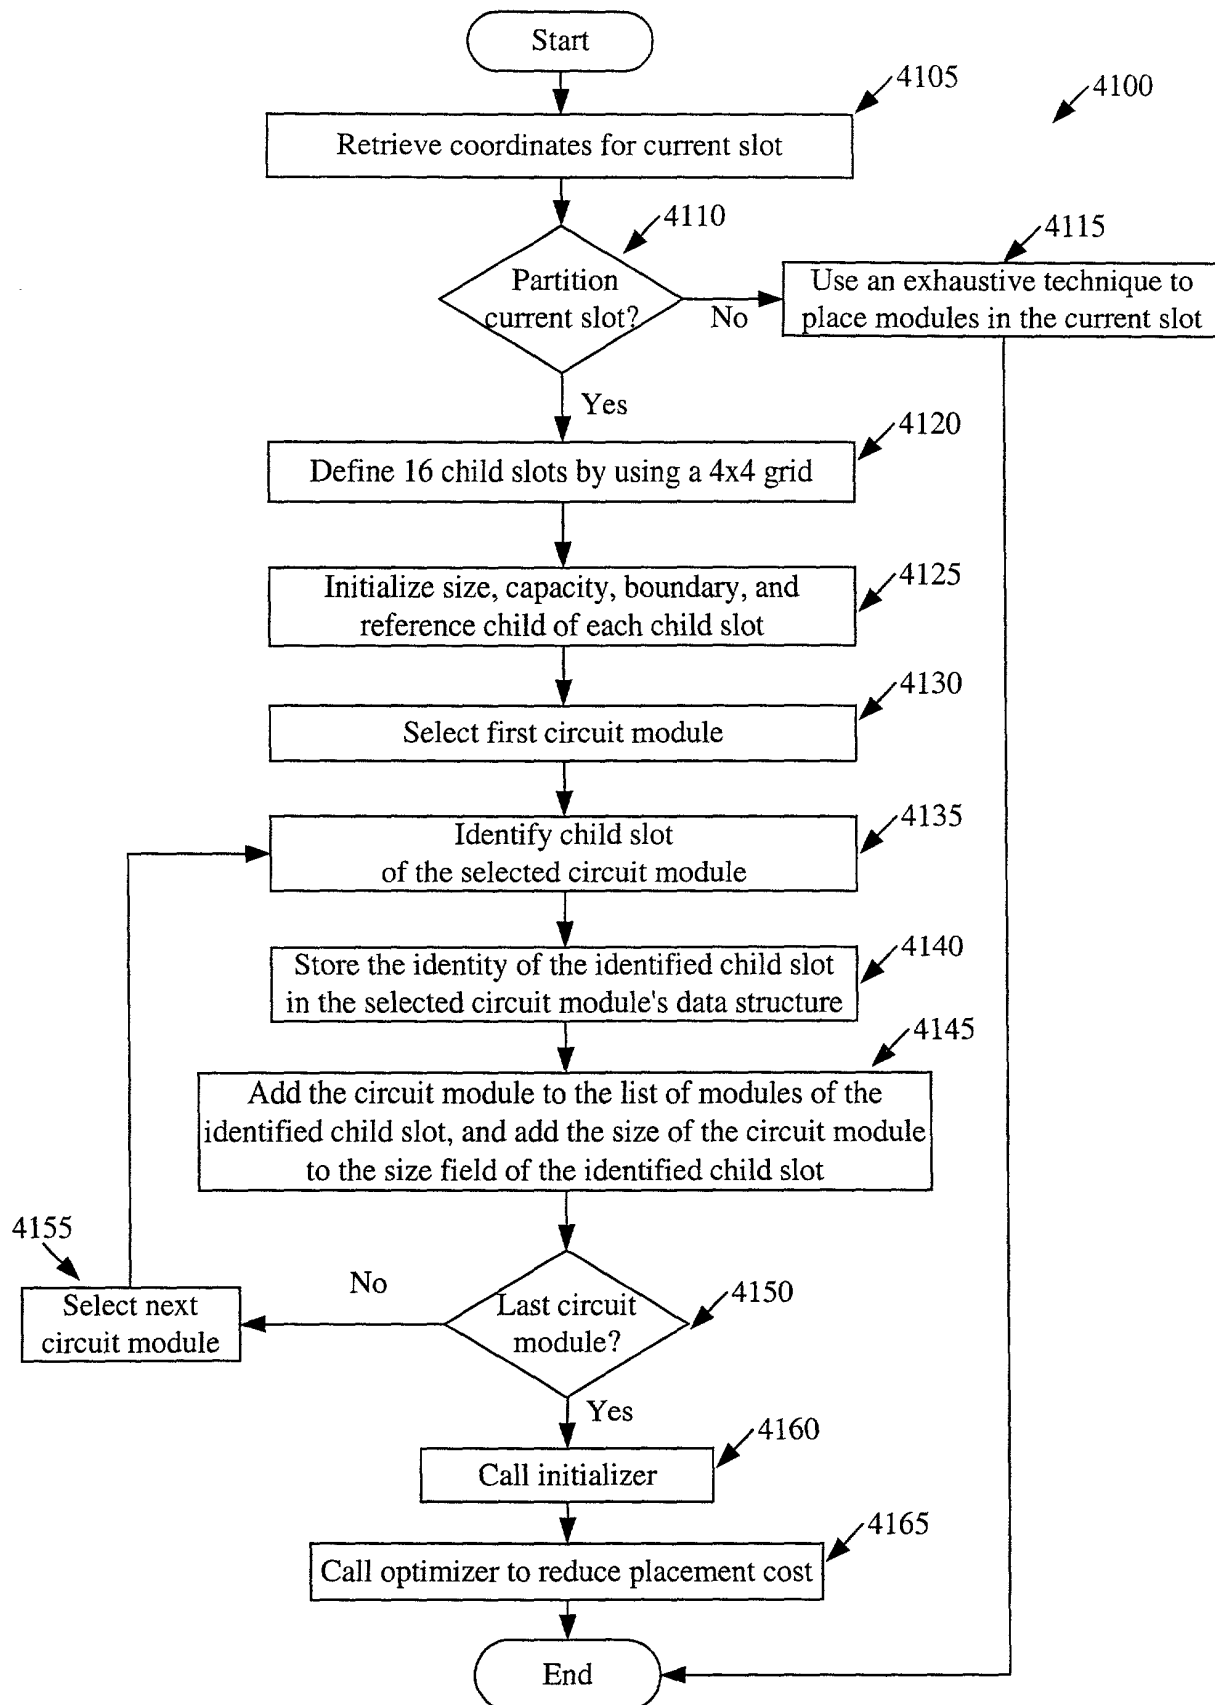 Start
4105
4100
Retrieve coordinates for current slot
4110
4115
Partition
current slot?
No
Use an exhaustive technique to
place modules in the current slot
Yes
4120
Define 16 child slots by using a 4x4 grid
4125
Initialize size, capacity, boundary, and
reference child of each child slot
4130
Select first circuit module
4135
Identify child slot
of the selected circuit module
4140
Store the identity of the identified child slot
in the selected circuit module's data structure
4145
Add the circuit module to the list of modules of the
identified child slot, and add the size of the circuit module
to the size field of the identified child slot
4155
No
4150
Select next
circuit module
Last circuit
module?
Yes
4160
Call initializer
4165
Call optimizer to reduce placement cost
End